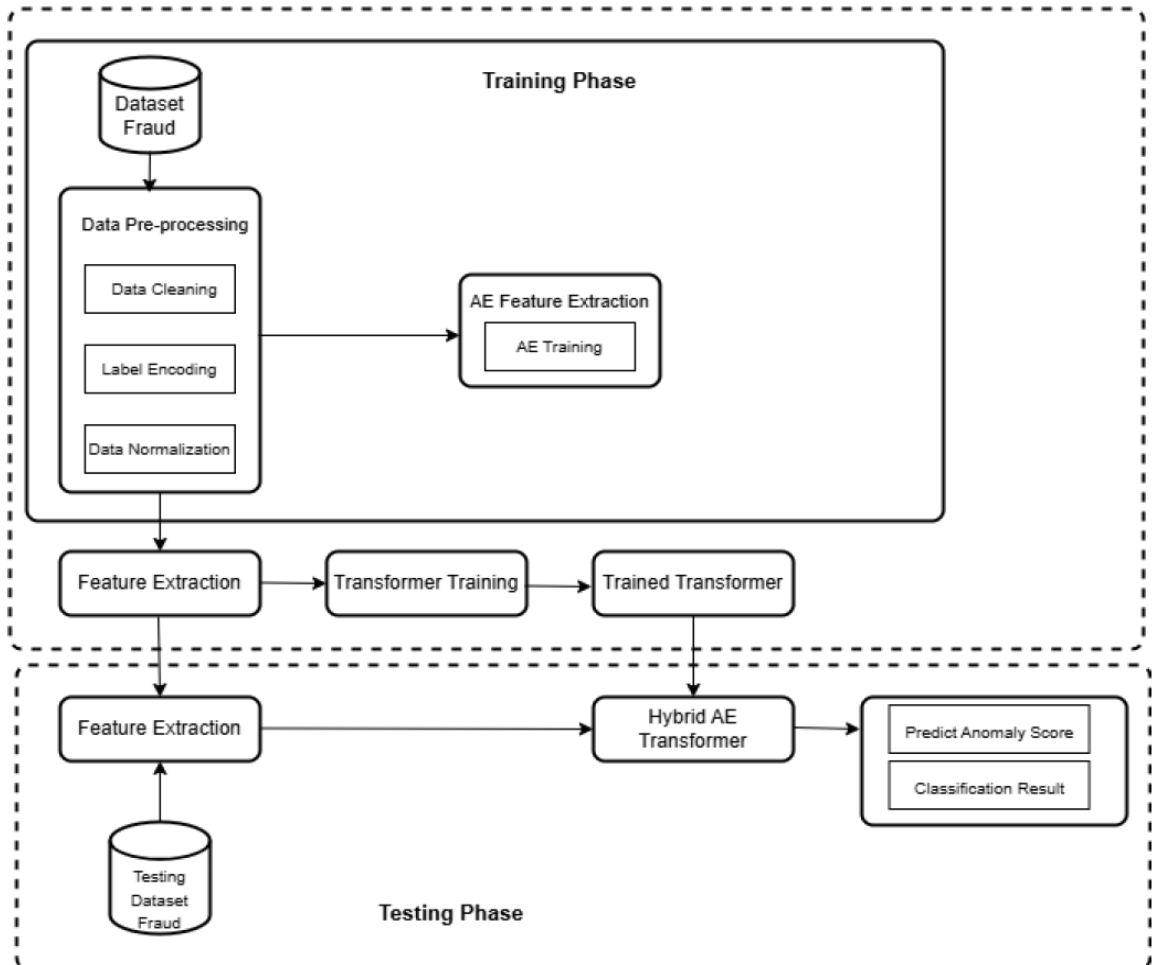 Training Phase
Dataset
Fraud
Data Pre-processing
Data Cleaning
Label Encoding
Data Normalization
AE Feature Extraction
AE Training
Feature Extraction
Transformer Training
Trained Transformer
Feature Extraction
Hybrid AE
Transformer
Predict Anomaly Score
Classification Result
Testing
Dataset
Fraud
Testing Phase